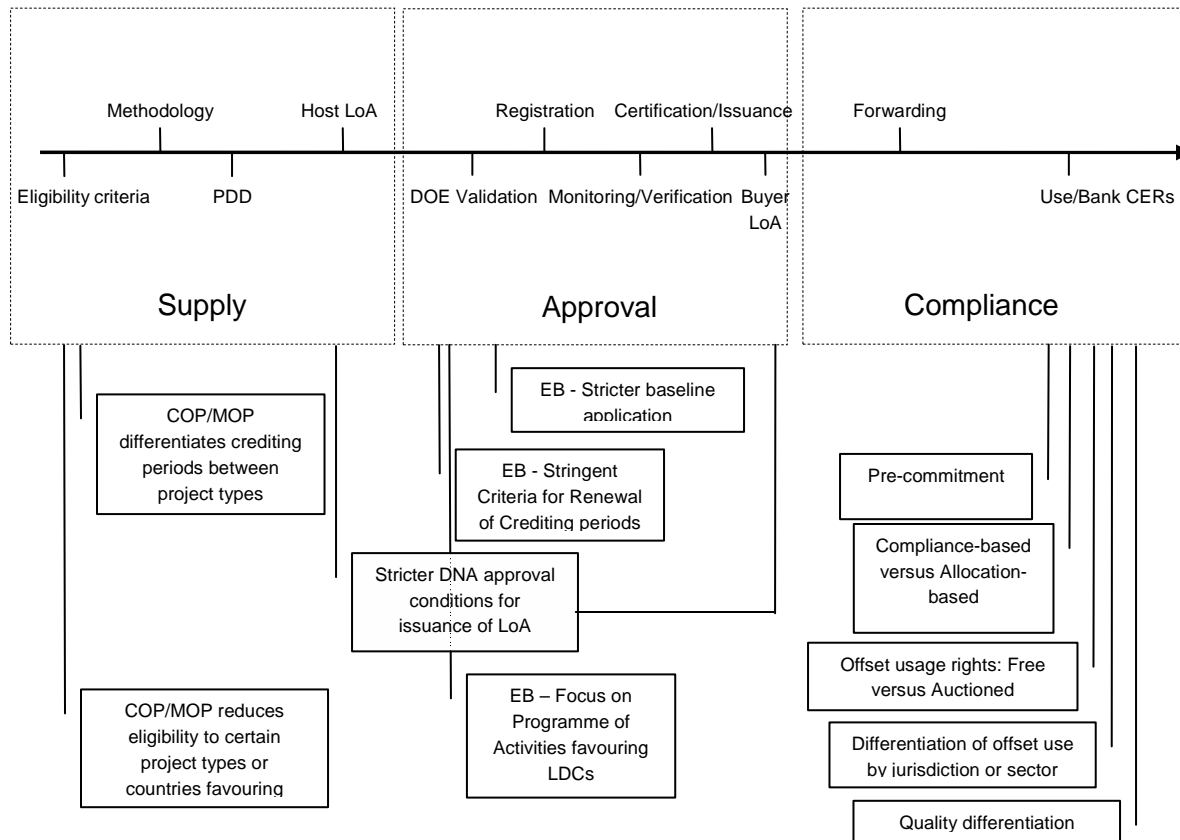 Methodology
Host LoA
Registration
Certification/Issuance
Forwarding
Eligibility criteria
PDD
DOE Validation
Monitoring/Verification
Buyer
LoA
Use/Bank CERs
Supply
Approval
Compliance
COP/MOP
differentiates crediting
periods between
project types
COP/MOP reduces
eligibility to certain
project types or
countries favouring
EB - Stricter baseline
application
EB - Stringent
Criteria for Renewal
of Crediting periods
Stricter DNA approval
conditions for
issuance of LoA
EB – Focus on
Programme of
Activities favouring
LDCs
Pre-commitment
Compliance-based
versus Allocation-
based
Offset usage rights: Free
versus Auctioned
Differentiation of offset use
by jurisdiction or sector
Quality differentiation